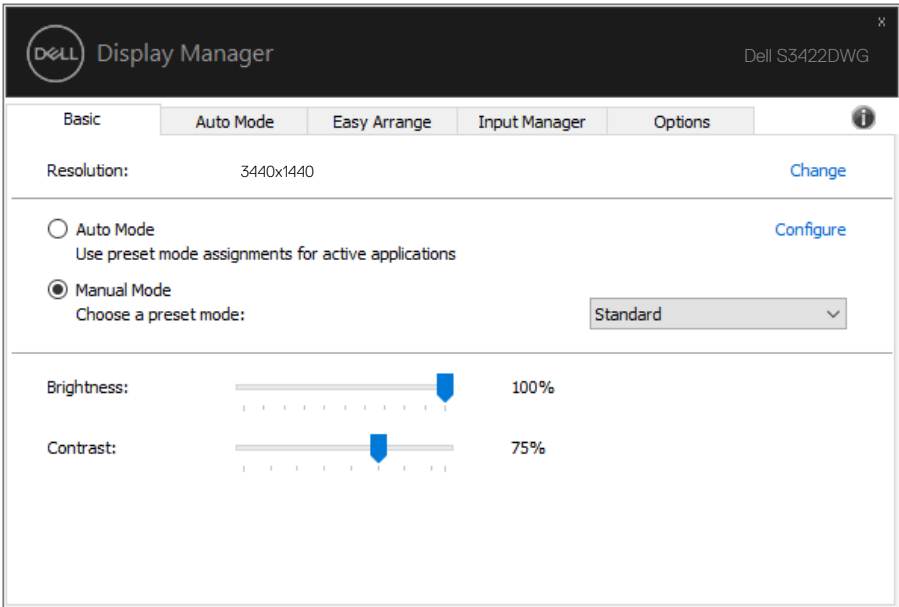 DELL Display Manager
x
Dell S3422DWG
Basic Auto Mode Easy Arrange Input Manager Options i
Resolution: 3440x1440 Change
Auto Mode Configure
Use preset mode assignments for active applications
Manual Mode
Choose a preset mode: Standard
Brightness: 100%
Contrast: 75%